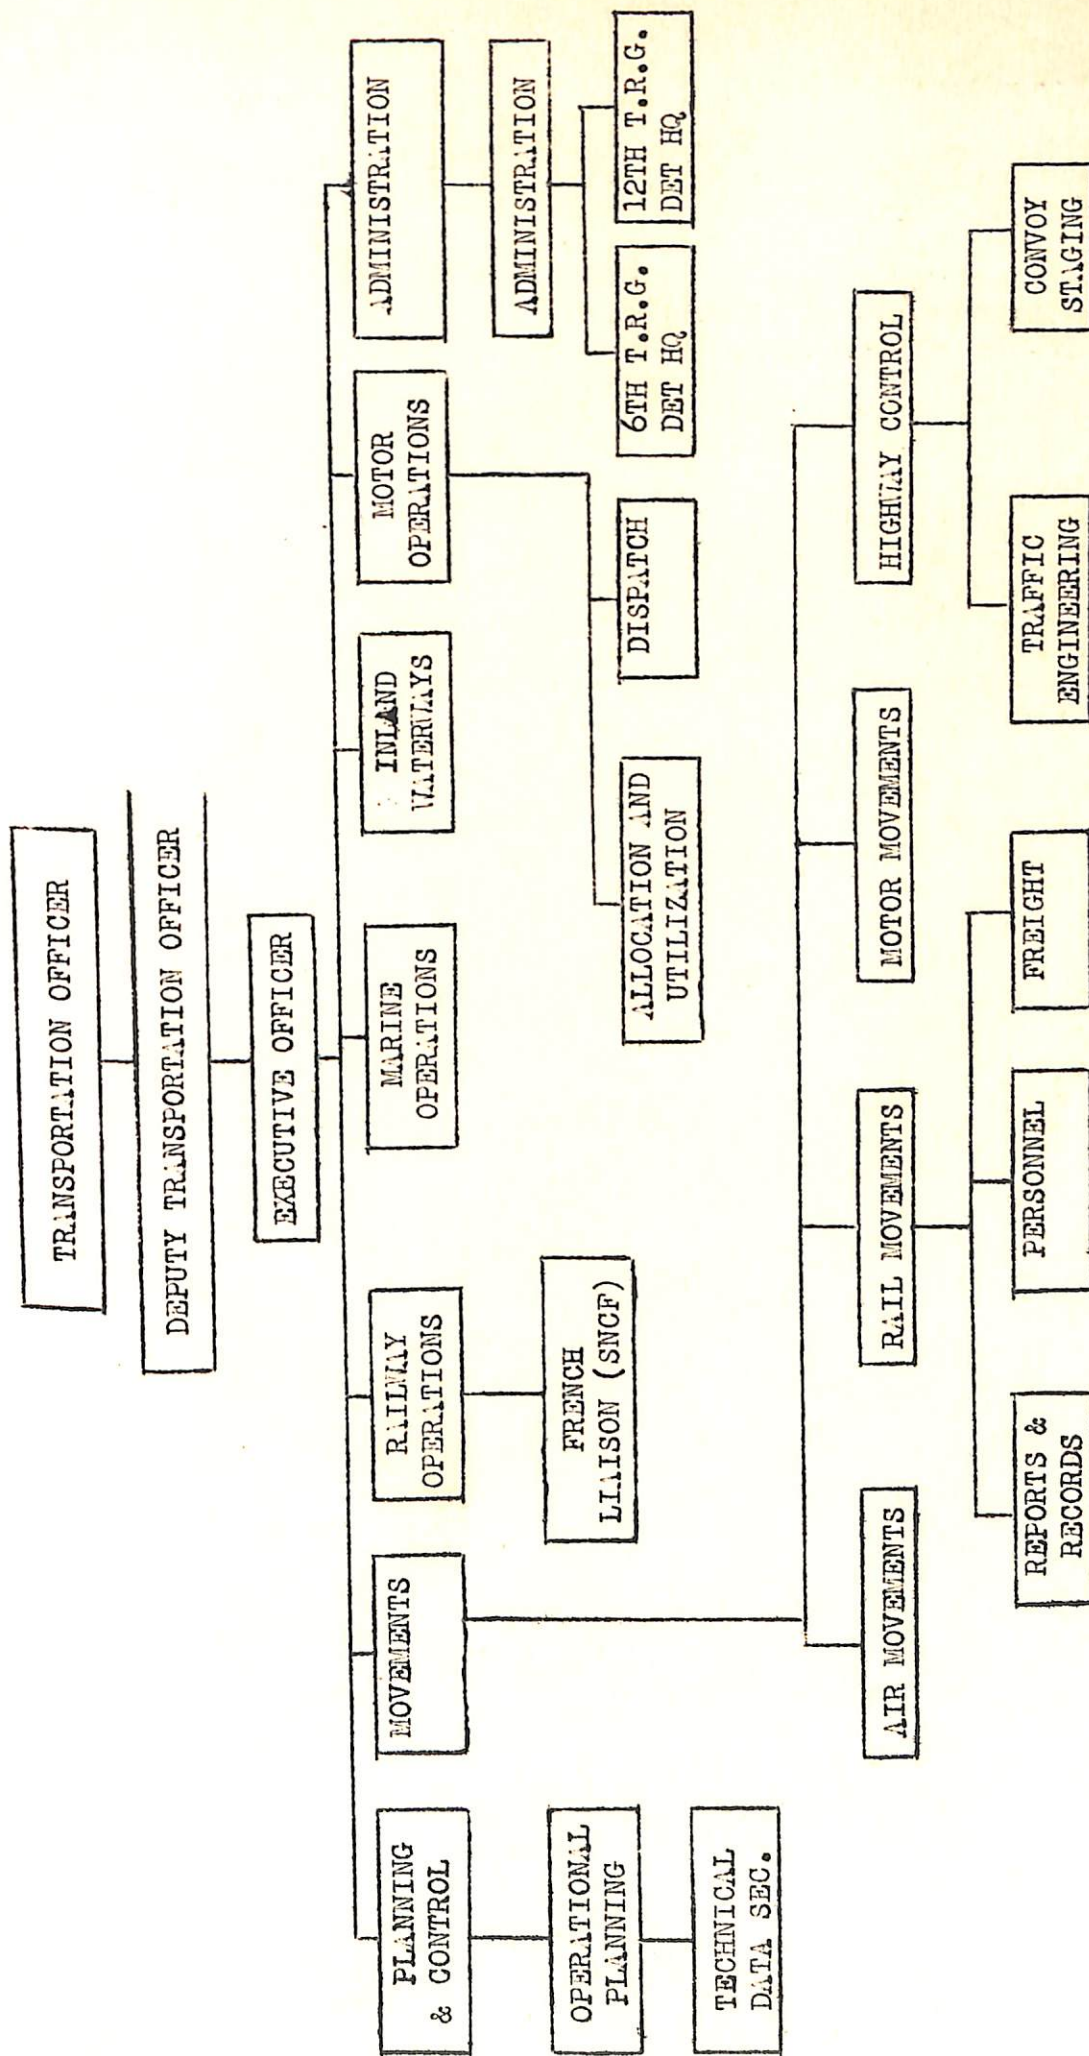 TRANSPORTATION OFFICER
DEPUTY TRANSPORTATION OFFICER
EXECUTIVE OFFICER
PLANNING
& CONTROL
MOVEMENTS
RAILWAY
OPERATIONS
MARINE
OPERATIONS
INLAND
WATERWAYS
MOTOR
OPERATIONS
ADMINISTRATION
OPERATIONAL
PLANNING
FRENCH
LIAISON (SNCF)
ADMINISTRATION
TECHNICAL
DATA SEC.
ALLOCATION AND
UTILIZATION
DISPATCH
6TH T.R.G.
DET HQ
12TH T.R.G.
DET HQ
AIR MOVEMENTS
RAIL MOVEMENTS
MOTOR MOVEMENTS
HIGHWAY CONTROL
REPORTS &
RECORDS
PERSONNEL
FREIGHT
TRAFFIC
ENGINEERING
CONVOY
STAGING